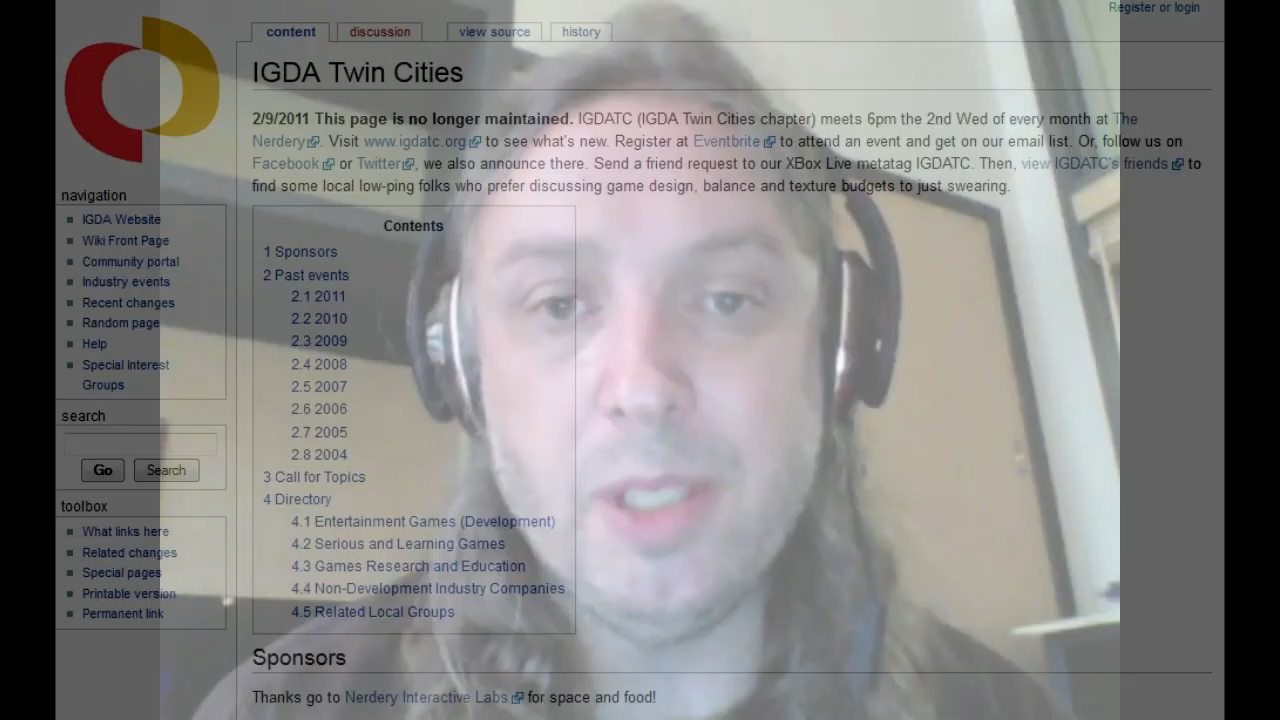 Register or login
content discussion view source history
IGDA Twin Cities
2/9/2011 This page is no longer maintained. IGDATC (IGDA Twin Cities chapter) meets 6pm the 2nd Wed of every month at The
Nerdery. Visit www.igdatc.org to see what's new. Register at Eventbrite to attend an event and get on our email list. Or, follow us on
Facebook or Twitter, we also announce there. Send a friend request to our XBox Live metatag IGDATC. Then, view IGDATC's friends to
find some local low-ping folks who prefer discussing game design, balance and texture budgets to just swearing.
navigation
IGDA Website
Wiki Front Page
Community portal
Industry events
Recent changes
Random page
Help
Special Interest
Groups
search
Go Search
toolbox
What links here
Related changes
Special pages
Printable version
Permanent link
Contents
1 Sponsors
2 Past events
2.1 2011
2.2 2010
2.3 2009
2.4 2008
2.5 2007
2.6 2006
2.7 2005
2.8 2004
3 Call for Topics
4 Directory
4.1 Entertainment Games (Development)
4.2 Serious and Learning Games
4.3 Games Research and Education
4.4 Non-Development Industry Companies
4.5 Related Local Groups
Sponsors
Thanks go to Nerdery Interactive Labs for space and food!